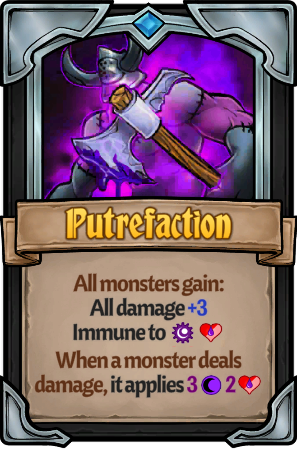 Putrefaction
All monsters gain:
All damage +3
Immune to
When a monster deals
damage, it applies 3 2